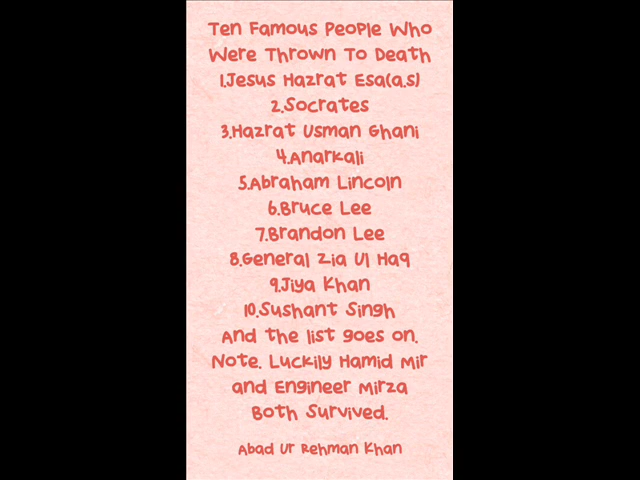 Ten Famous People Who
Were Thrown To Death
1.Jesus Hazrat Esa(a.s)
2.Socrates
3.Hazrat Usman Ghani
4.Anarkali
5.Abraham Lincoln
6.Bruce Lee
7.Brandon Lee
8.General Zia Ul Haq
9.Jiya Khan
10.Sushant Singh
And the list goes on.
Note. Luckily Hamid Mir
and Engineer Mirza
Both Survived.
Abad Ur Rehman Khan